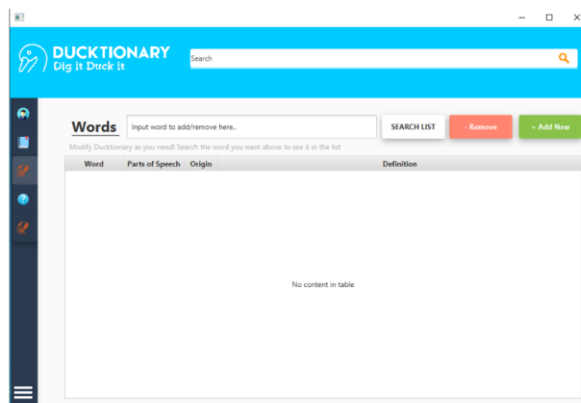 DUCKTIONARY
Dig it Duck it
Search
Words
Input word to add/remove here..
SEARCH LIST
- Remove
+ Add New
Modify Ducktionary as you need! Search the word you want above to see it in the list
Word Parts of Speech Origin Definition
No content in table